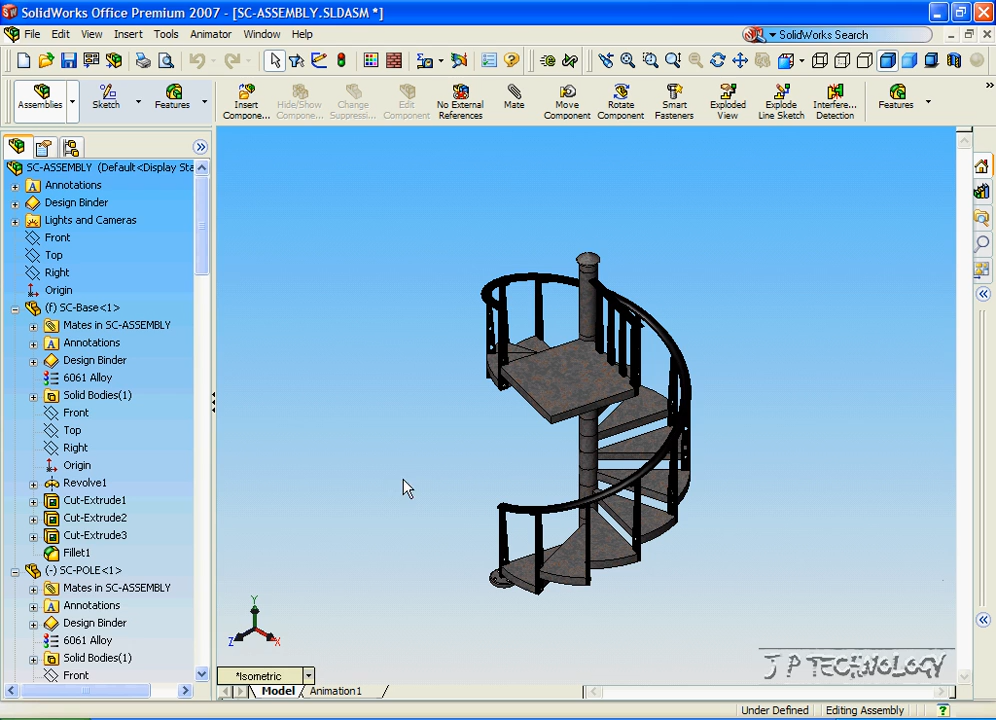 SolidWorks Office Premium 2007 - [SC-ASSEMBLY.SLDASM *]
File Edit View Insert Tools Animator Window Help
SolidWorks Search
Assemblies Sketch Features Insert Compone... Hide/Show Compone... Change Suppressi... Edit Component No External References Mate Move Component Rotate Component Smart Fasteners Exploded View Explode Line Sketch Interfere... Detection Features
SC-ASSEMBLY (Default<Display Sta
Annotations
Design Binder
Lights and Cameras
Front
Top
Right
Origin
(f) SC-Base<1>
Mates in SC-ASSEMBLY
Annotations
Design Binder
6061 Alloy
Solid Bodies(1)
Front
Top
Right
Origin
Revolve1
Cut-Extrude1
Cut-Extrude2
Cut-Extrude3
Fillet1
(-) SC-POLE<1>
Mates in SC-ASSEMBLY
Annotations
Design Binder
6061 Alloy
Solid Bodies(1)
Front
Y
Z X
J P TECHNOLOGY
*Isometric
Model Animation1
Under Defined Editing Assembly